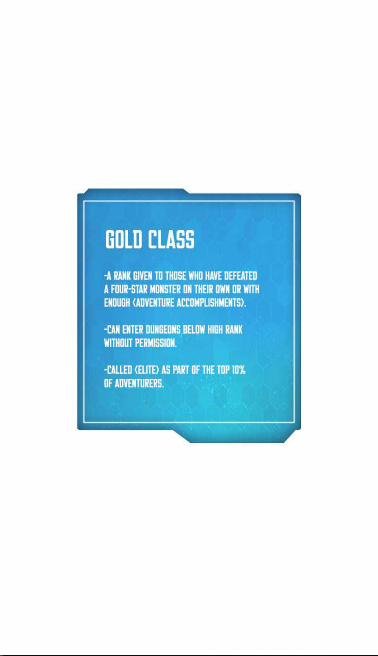 GOLD CLASS
-A RANK GIVEN TO THOSE WHO HAVE DEFEATED
A FOUR-STAR MONSTER ON THEIR OWN OR WITH
ENOUGH <ADVENTURE ACCOMPLISHMENTS>.
-CAN ENTER DUNGEONS BELOW HIGH RANK
WITHOUT PERMISSION.
-CALLED <ELITE> AS PART OF THE TOP 10%
OF ADVENTURERS.